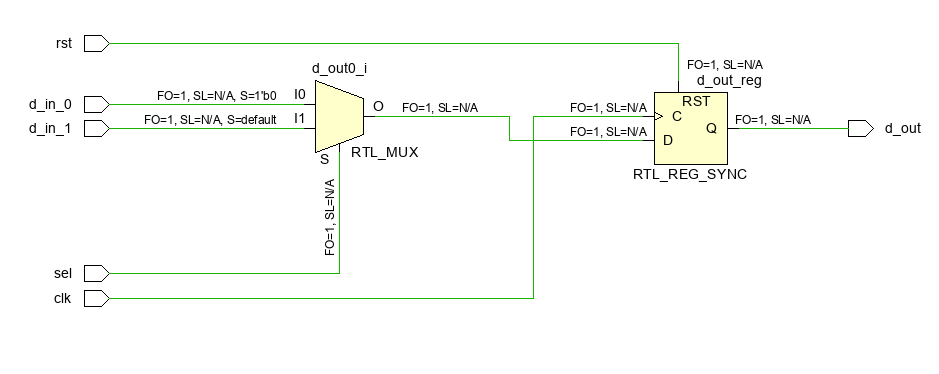 rst
FO=1, SL=N/A
d_out_reg
d_out0_i
d_in_0
FO=1, SL=N/A, S=1'b0
I0
RST
O
FO=1, SL=N/A
FO=1, SL=N/A
C
d_in_1
FO=1, SL=N/A, S=default
I1
FO=1, SL=N/A
D
Q
FO=1, SL=N/A
d_out
S
RTL_MUX
RTL_REG_SYNC
FO=1, SL=N/A
sel
clk